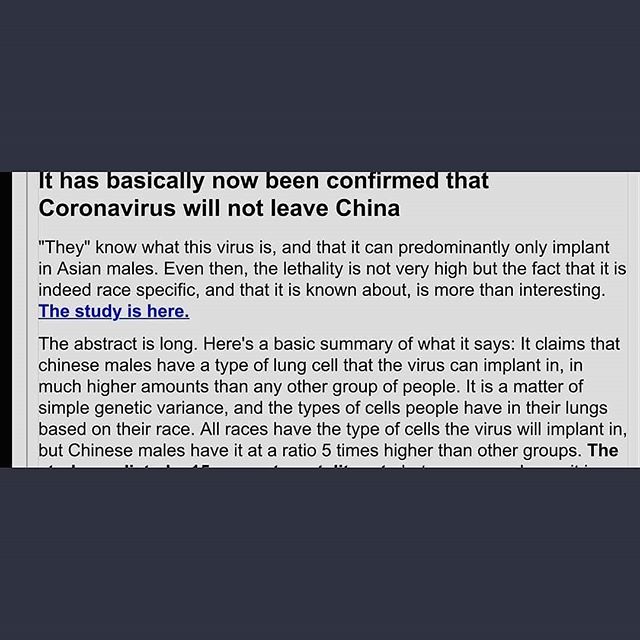 It has basically now been confirmed that
Coronavirus will not leave China
"They" know what this virus is, and that it can predominantly only implant
in Asian males. Even then, the lethality is not very high but the fact that it is
indeed race specific, and that it is known about, is more than interesting.
The study is here.
The abstract is long. Here's a basic summary of what it says: It claims that
chinese males have a type of lung cell that the virus can implant in, in
much higher amounts than any other group of people. It is a matter of
simple genetic variance, and the types of cells people have in their lungs
based on their race. All races have the type of cells the virus will implant in,
but Chinese males have it at a ratio 5 times higher than other groups. The